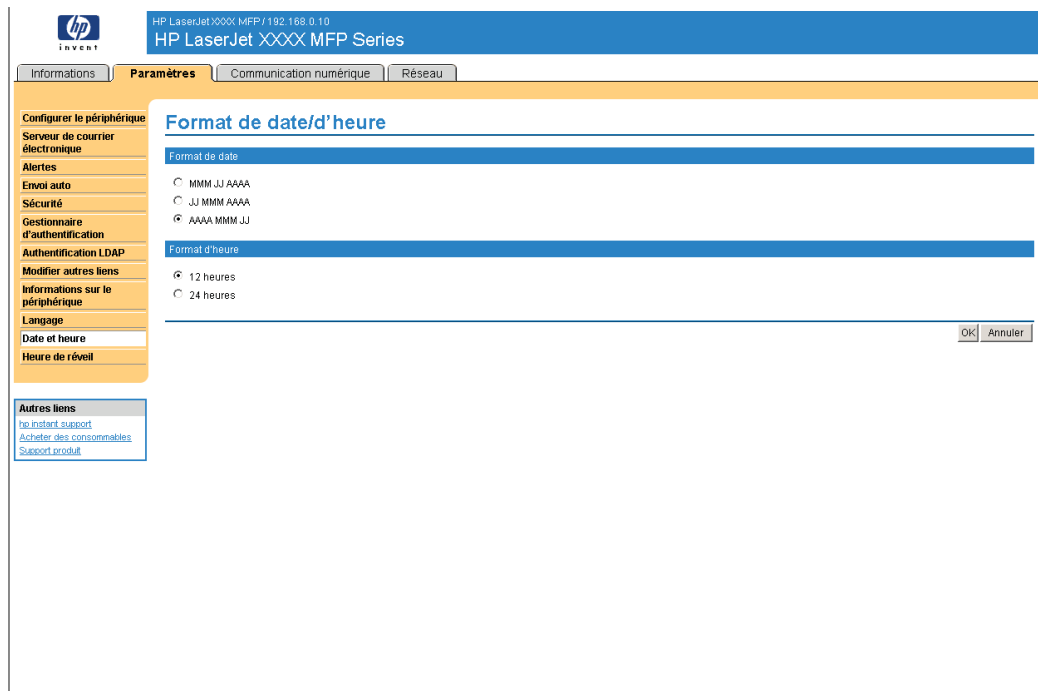 hp
invent
HP LaserJet XXXX MFP / 192.168.0.10
HP LaserJet XXXX MFP Series
Informations
Paramètres
Communication numérique
Réseau
Configurer le périphérique
Serveur de courrier
électronique
Alertes
Envoi auto
Sécurité
Gestionnaire
d'authentification
Authentification LDAP
Modifier autres liens
Informations sur le
périphérique
Langage
Date et heure
Heure de réveil
Autres liens
hp instant support
Acheter des consommables
Support produit
Format de date/d'heure
Format de date
MMM JJ AAAA
JJ MMM AAAA
AAAA MMM JJ
Format d'heure
12 heures
24 heures
OK
Annuler